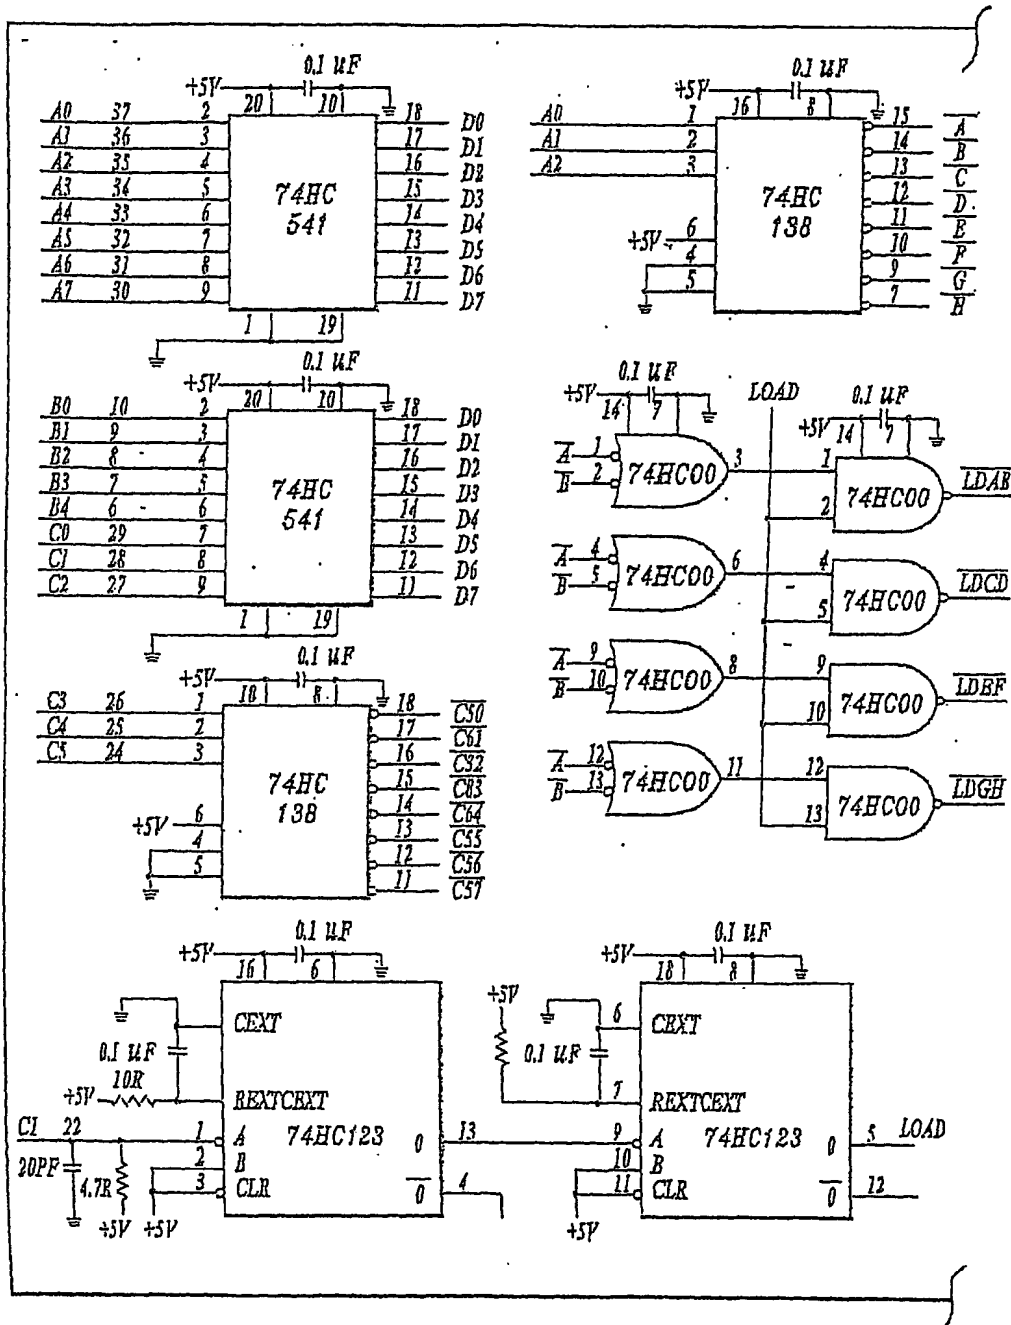 +5V 0.1 uF
20 10
A0 37 2 18 D0
A1 36 3 17 D1
A2 35 4 16 D2
A3 34 5 15 D3
A4 33 6 14 D4
A5 32 7 13 D5
A6 31 8 12 D6
A7 30 9 11 D7
74HC
541
1 19
+5V 0.1 uF
16 8
A0 1 15 A
A1 2 14 B
A2 3 13 C
12 D
+5V 6 11 E
4 10 F
5 9 G
7 H
74HC
138
+5V 0.1 uF
20 10
B0 10 2 18 D0
B1 9 3 17 D1
B2 8 4 16 D2
B3 7 5 15 D3
B4 6 6 14 D4
C0 29 7 13 D5
C1 28 8 12 D6
C2 27 9 11 D7
74HC
541
1 19
+5V 0.1 uF
14 7
LOAD
0.1 uF
+5V 14 7
A 1
B 2
74HC00 3
1
2
74HC00 LDAB
A 4
B 5
74HC00 6
4
5
74HC00 LDCD
A 9
B 10
74HC00 8
9
10
74HC00 LDEF
A 12
B 13
74HC00 11
12
13
74HC00 LDGH
+5V 0.1 uF
18 8
C3 26 1 18 C50
C4 25 2 17 C61
C5 24 3 16 C32
15 C83
14 C64
+5V 6 13 C55
4 12 C56
5 11 C57
74HC
138
+5V 0.1 uF
16 6
CEXT
0.1 uF
10R
+5V
REXTCEXT
74HC123
C1 22 1 A 0 13
2 B
3 CLR 0 4
20PF 4.7R
+5V +5V
+5V 0.1 uF
18 8
+5V
6 CEXT
0.1 uF
7 REXTCEXT
74HC123
9 A 0 5 LOAD
10 B
11 CLR 0 12
+5V